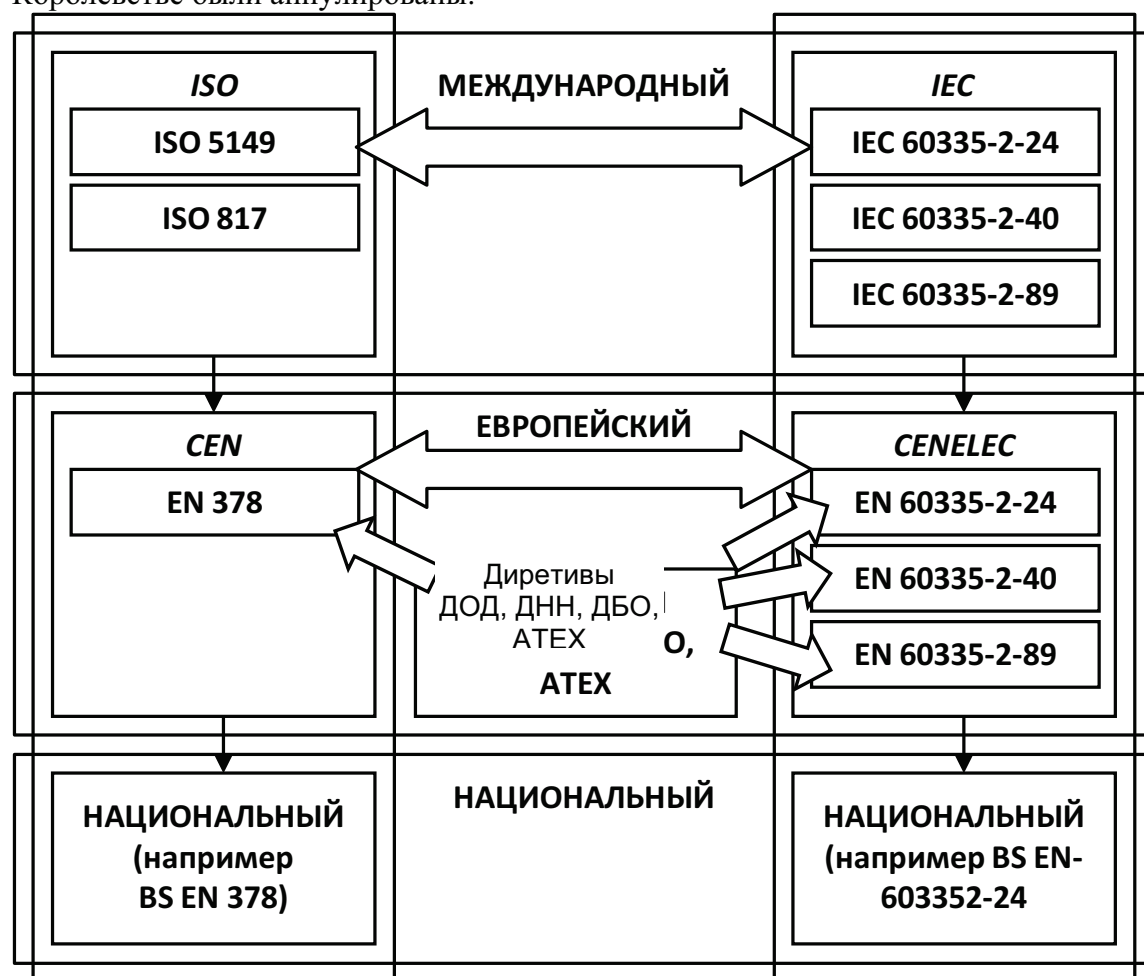 Королевстве были аннулированы.
ISO
МЕЖДУНАРОДНЫЙ
IEC
ISO 5149
IEC 60335-2-24
ISO 817
IEC 60335-2-40
IEC 60335-2-89
CEN
ЕВРОПЕЙСКИЙ
CENELEC
EN 378
EN 60335-2-24
Диретивы
ДОД, ДНН, ДБО,
АТЕХ
О,
ATEX
EN 60335-2-40
EN 60335-2-89
НАЦИОНАЛЬНЫЙ
(например
BS EN 378)
НАЦИОНАЛЬНЫЙ
НАЦИОНАЛЬНЫЙ
(например BS EN-
603352-24